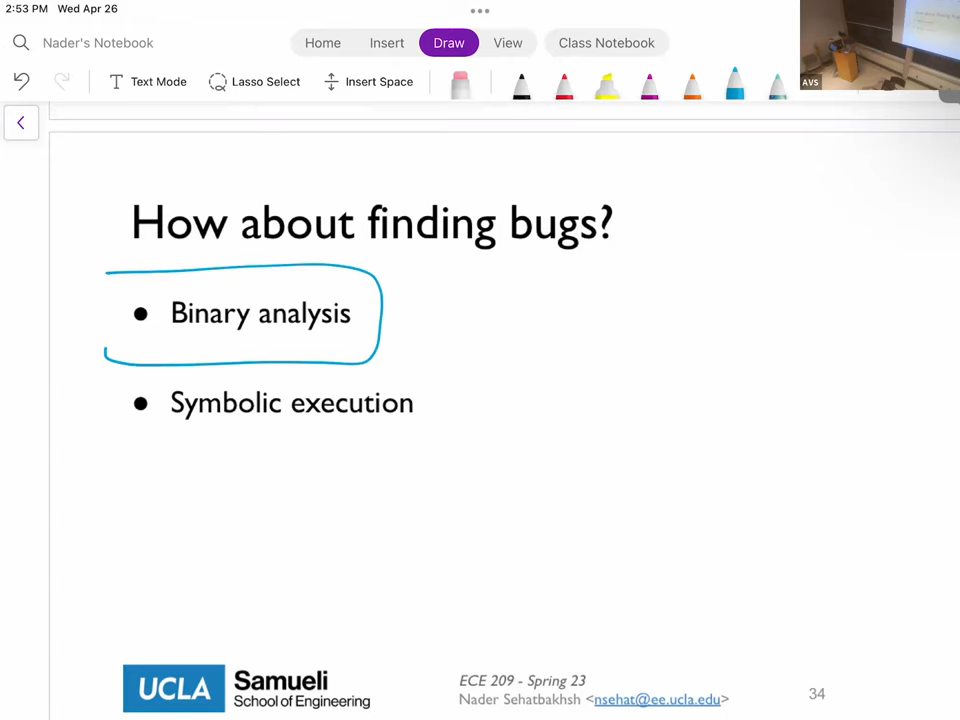 2:53 PM Wed Apr 26
Nader's Notebook
Home Insert Draw View Class Notebook
Text Mode Lasso Select Insert Space
AVS
How about finding bugs?
● Binary analysis
● Symbolic execution
UCLA Samueli
School of Engineering
ECE 209 - Spring 23
Nader Sehatbakhsh <nsehat@ee.ucla.edu>
34